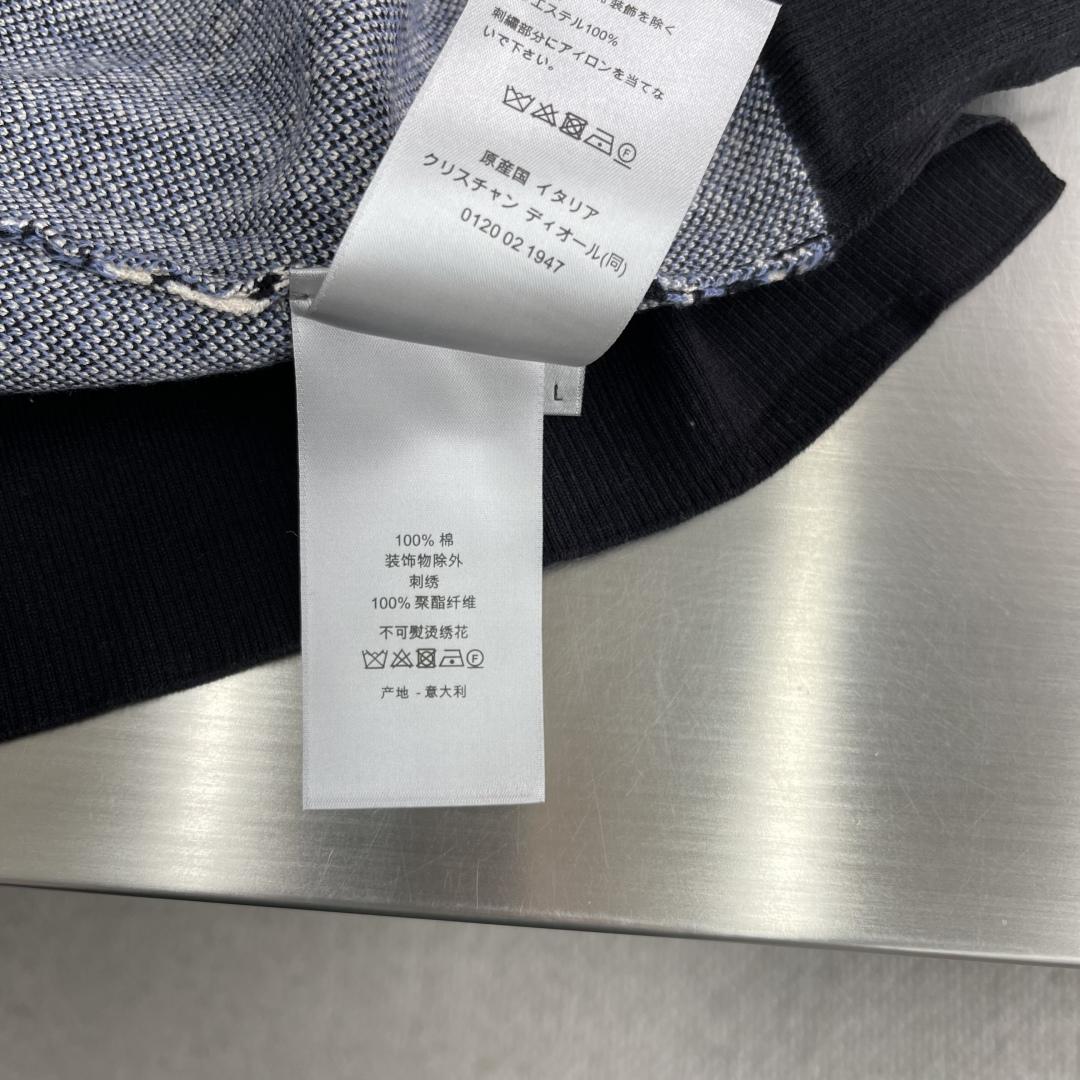 装飾を除く
エステル100%
刺繍部分にアイロンを当てな
いで下さい。
F
原産国 イタリア
クリスチャン ディオール(同)
0120 02 1947
L
100% 棉
装饰物除外
刺绣
100% 聚酯纤维
不可熨烫绣花
F
产地 - 意大利